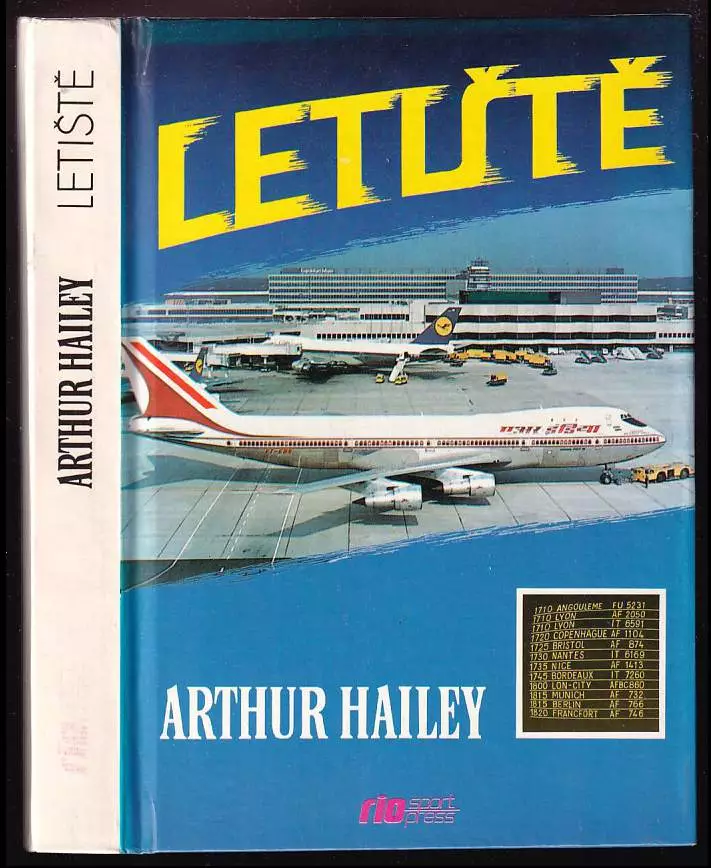 LETIŠTĚ
ARTHUR HAILEY
LETIŠTĚ
ARTHUR HAILEY
1710 ANGOULEME FU 5231
1710 LYON AF 2050
1710 LYON IT 6591
1720 COPENHAGUE AF 1104
1725 BRISTOL AF 874
1730 NANTES IT 6169
1735 NICE AF 1413
1745 BORDEAUX IT 7260
1800 LON-CITY AFBC860
1815 MUNICH AF 732
1815 BERLIN AF 766
1820 FRANCFORT AF 746
rio sport
press